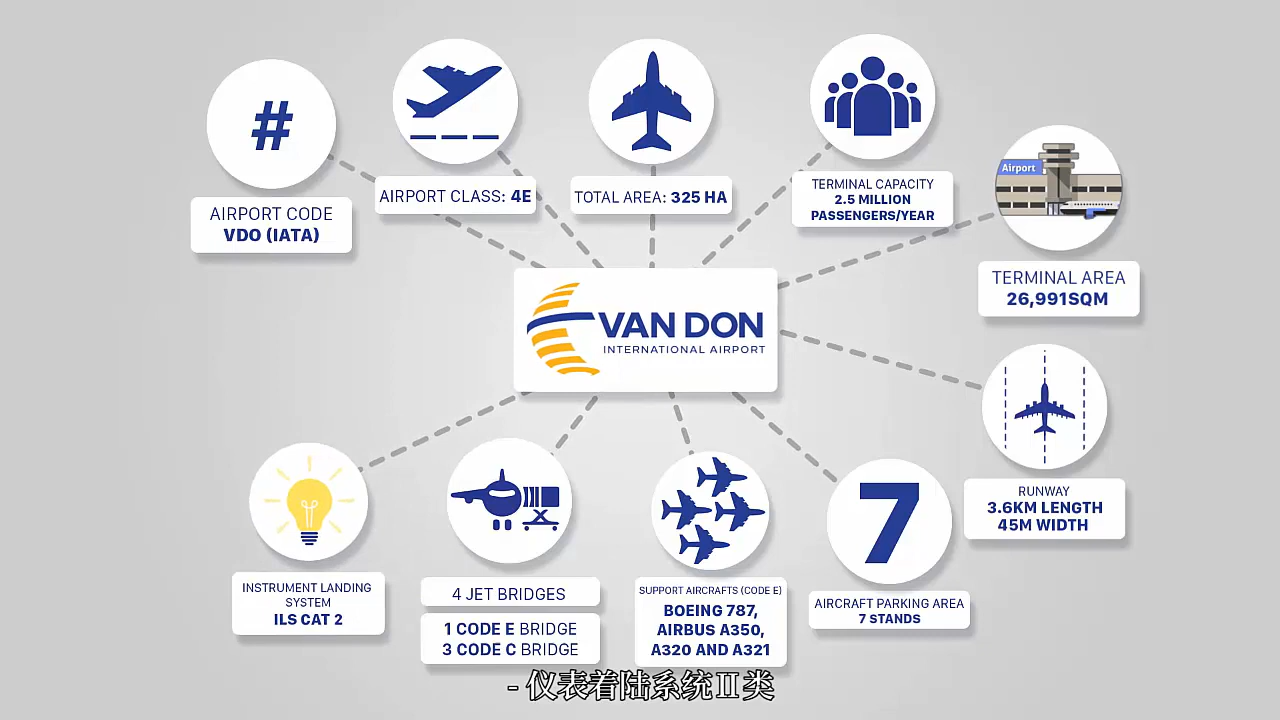 #
AIRPORT CODE
VDO (IATA)
AIRPORT CLASS: 4E
TOTAL AREA: 325 HA
TERMINAL CAPACITY
2.5 MILLION
PASSENGERS/YEAR
Airport
TERMINAL AREA
26,991SQM
VAN DON
INTERNATIONAL AIRPORT
RUNWAY
3.6KM LENGTH
45M WIDTH
INSTRUMENT LANDING
SYSTEM
ILS CAT 2
4 JET BRIDGES
1 CODE E BRIDGE
3 CODE C BRIDGE
SUPPORT AIRCRAFTS (CODE E)
BOEING 787,
AIRBUS A350,
A320 AND A321
7
AIRCRAFT PARKING AREA
7 STANDS
- 仪表着陆系统Ⅱ类